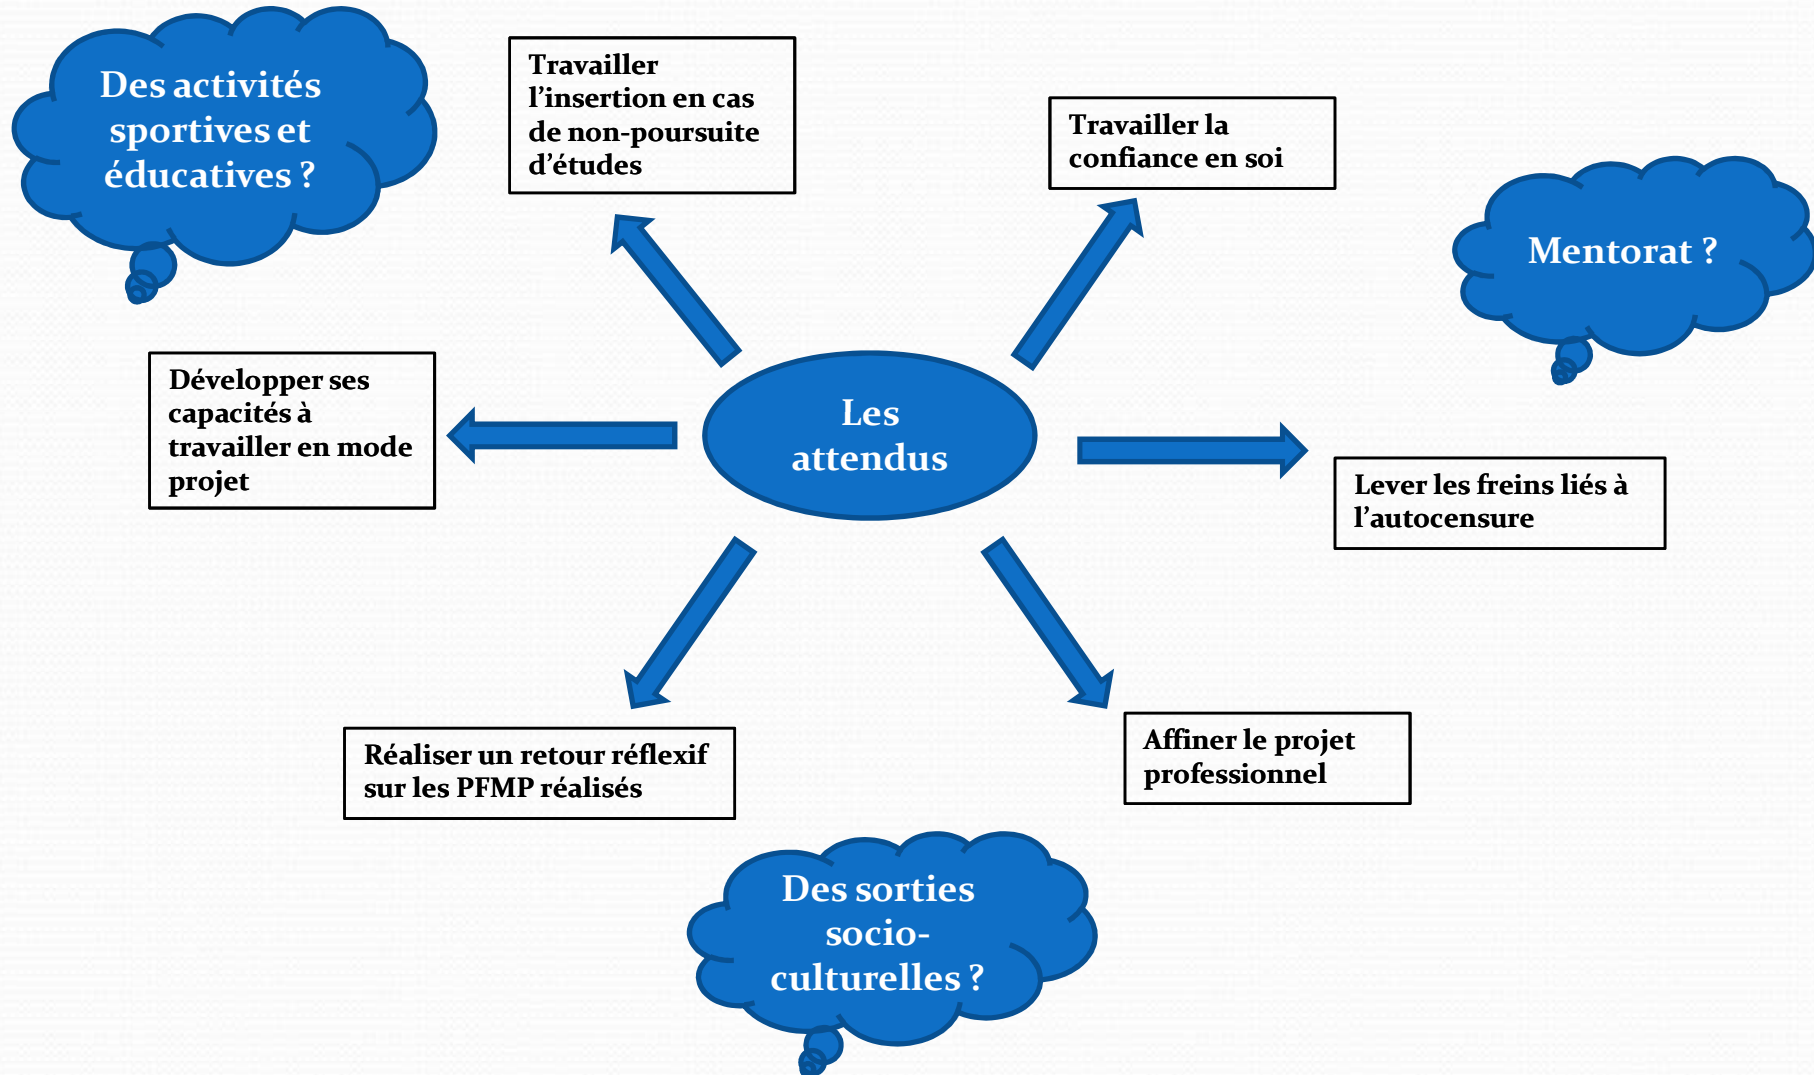 Des activités
sportives et
éducatives ?
Travailler
l’insertion en cas
de non-poursuite
d’études
Travailler la
confiance en soi
Mentorat ?
Développer ses
capacités à
travailler en mode
projet
Les
attendus
Lever les freins liés à
l’autocensure
Réaliser un retour réflexif
sur les PFMP réalisés
Affiner le projet
professionnel
Des sorties
socio-
culturelles ?